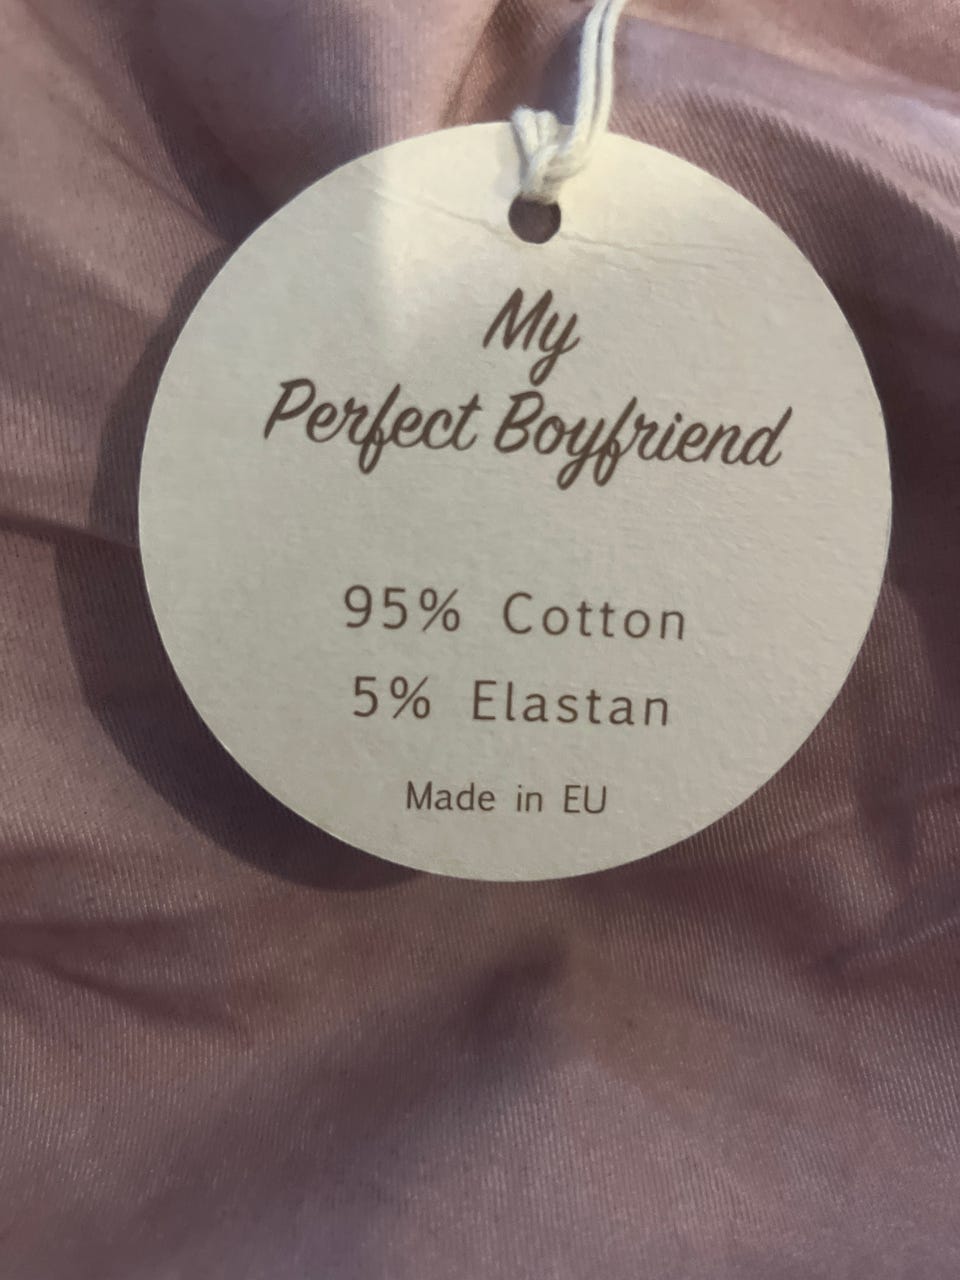 My
Perfect Boyfriend
95% Cotton
5% Elastan
Made in EU